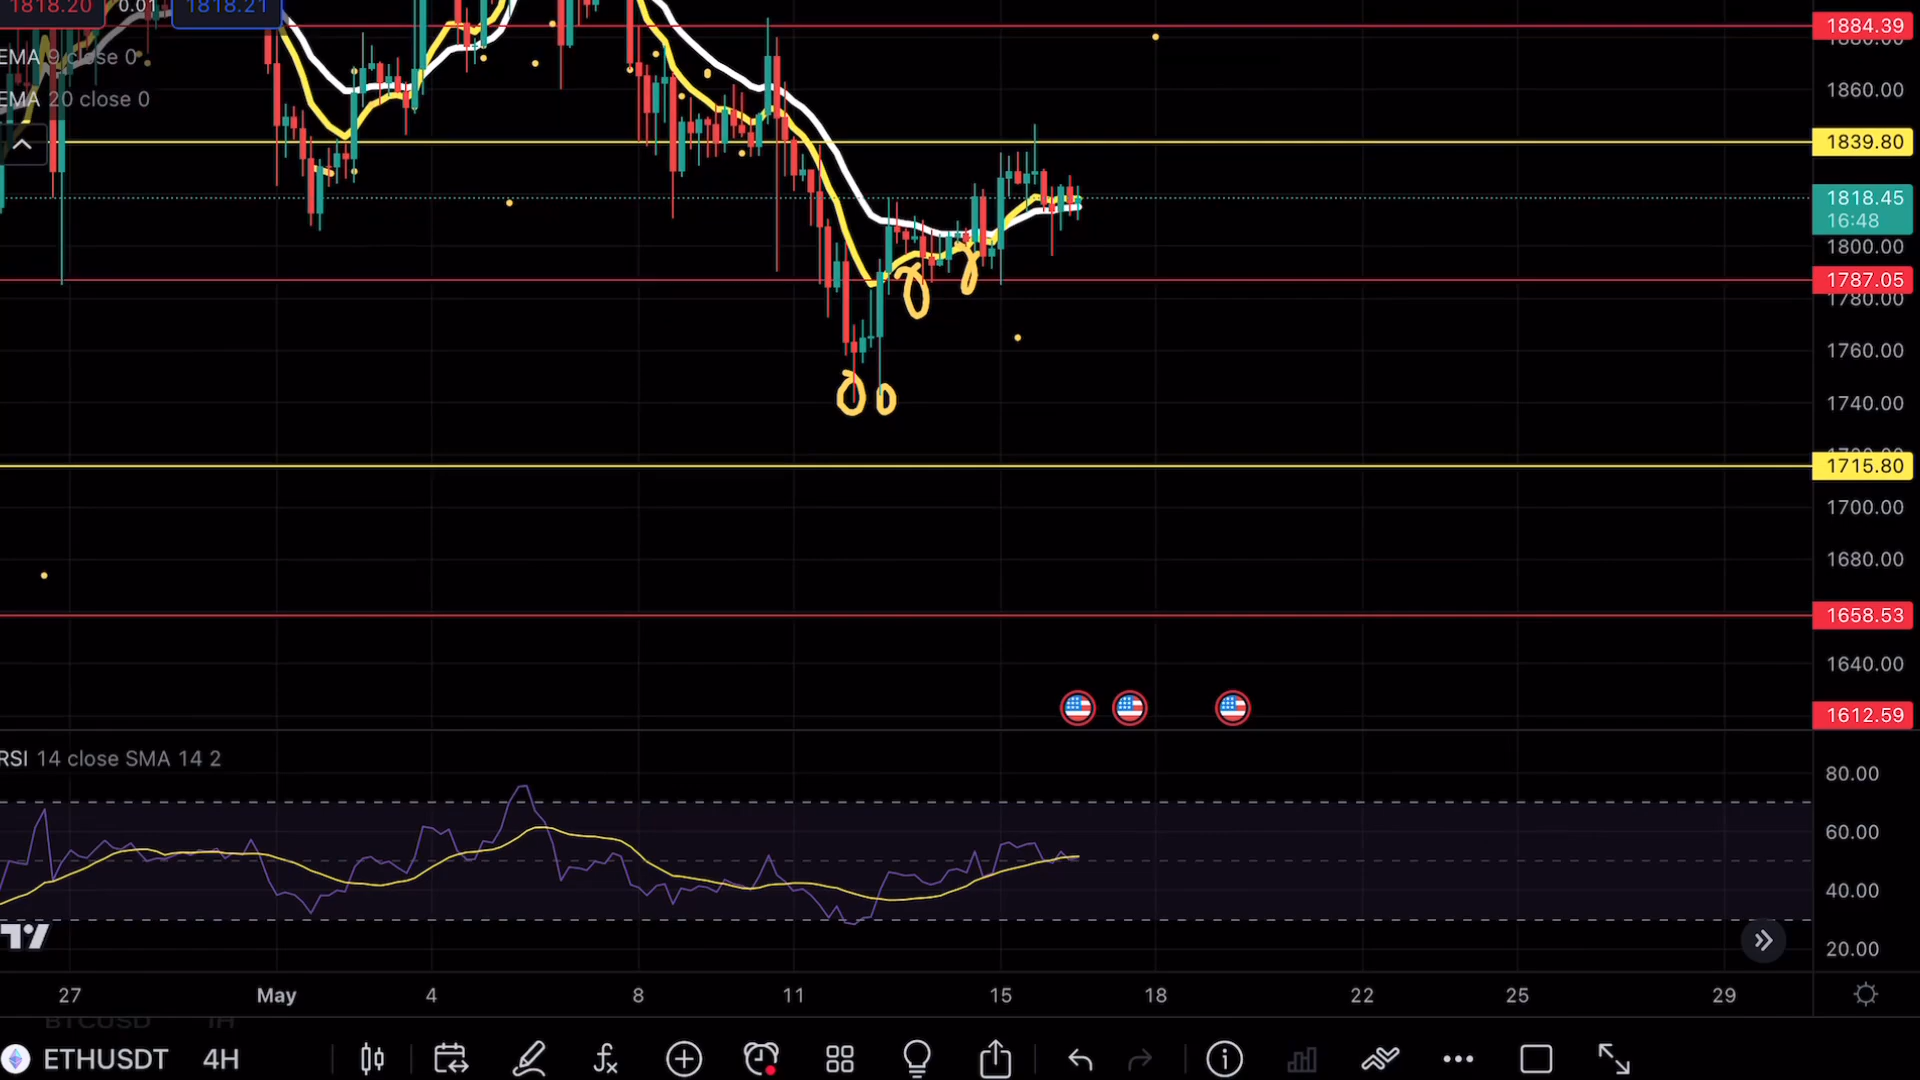 1818.20 0.01 1818.21
1884.39
EMA 9 close 0
EMA 20 close 0
1860.00
1839.80
1818.45
16:48
1800.00
1787.05
1780.00
1760.00
1740.00
1715.80
1700.00
1680.00
1658.53
1640.00
1612.59
RSI 14 close SMA 14 2
80.00
60.00
40.00
20.00
27 May 4 8 11 15 18 22 25 29
BTCUSD 1H
ETHUSDT 4H